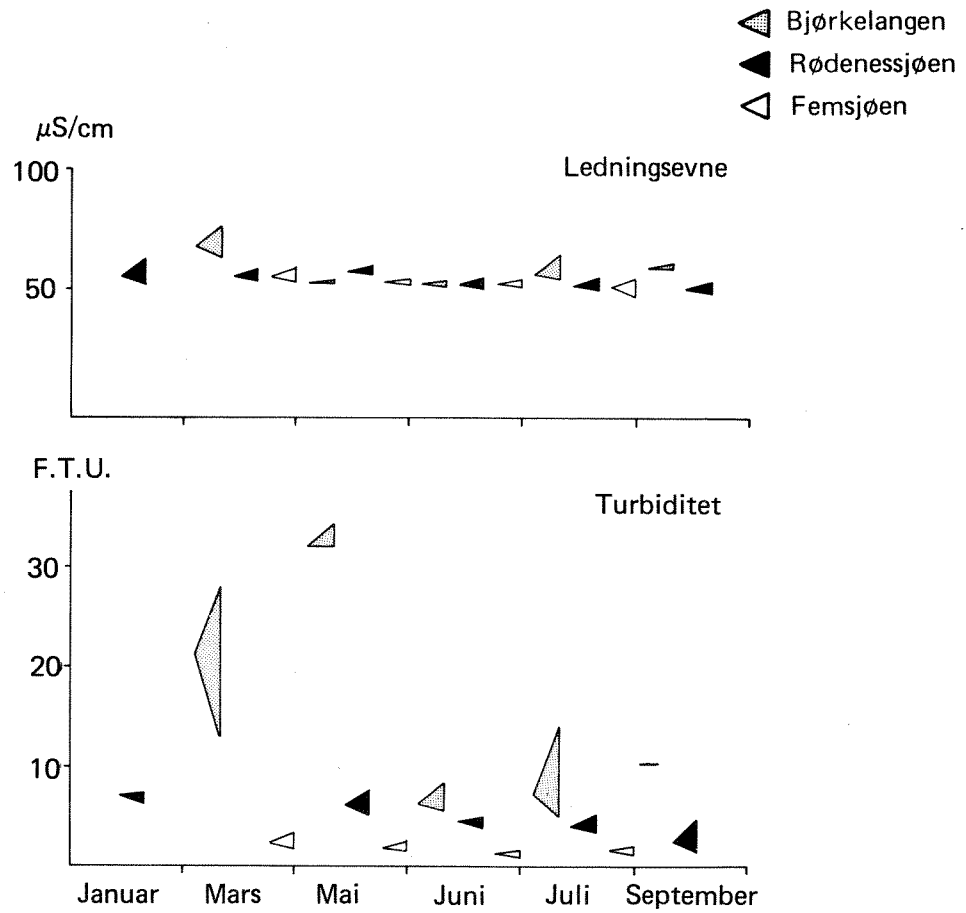 Bjørkelangen
Rødenessjøen
Femsjøen
µS/cm
Ledningsevne
100
50
F.T.U.
Turbiditet
30
20
10
Januar Mars Mai Juni Juli September